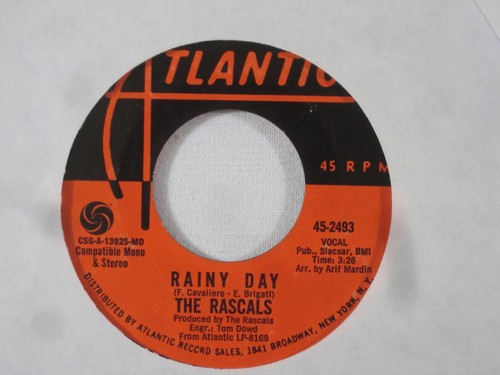 ATLANTIC
45 RPM
CSG-A-13925-MO
Compatible Mono
& Stereo
45-2493
VOCAL
Pub., Slacsar, BMI
Time: 3:26
Arr. by Arif Mardin
RAINY DAY
(F. Cavaliere - E. Brigati)
THE RASCALS
Produced by The Rascals
Engr.: Tom Dowd
From Atlantic LP-8169
DISTRIBUTED BY ATLANTIC RECORD SALES, 1841 BROADWAY, NEW YORK, N. Y.